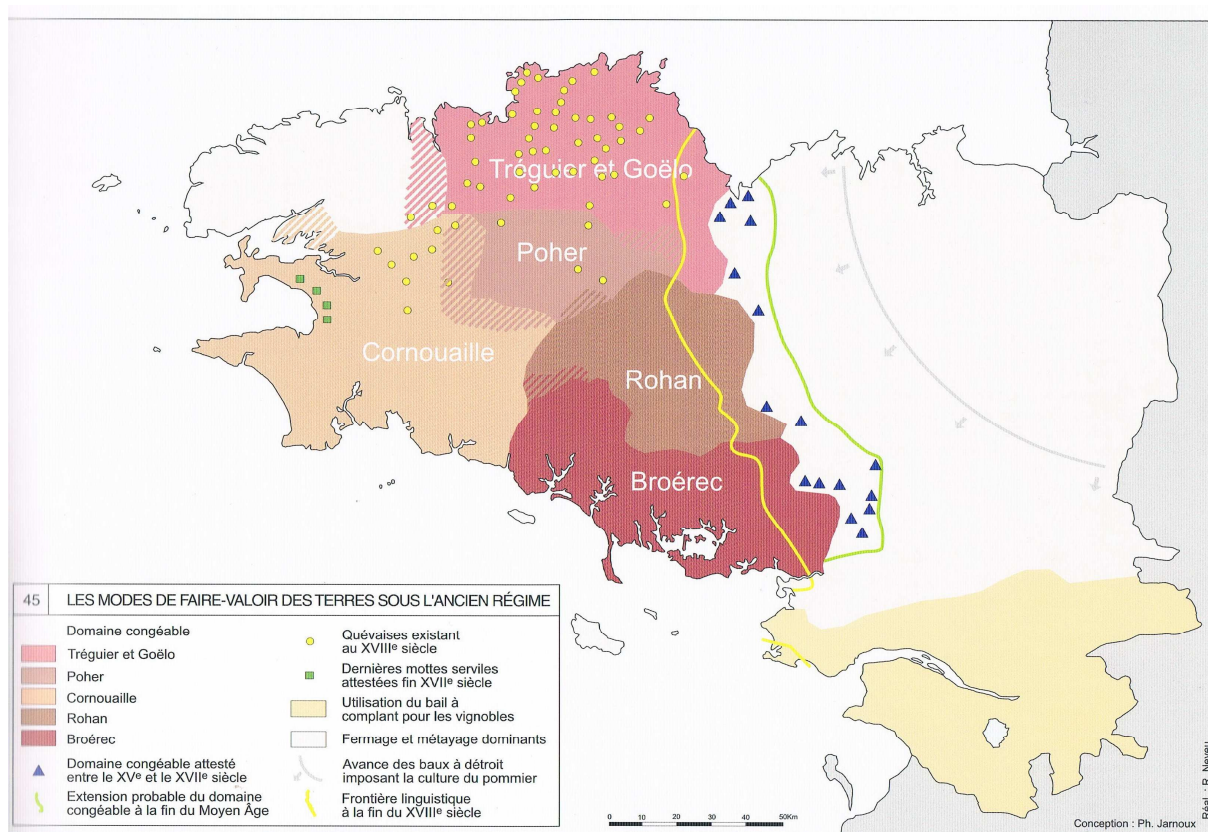 Tréguier et Goëlo
Poher
Cornouaille
Rohan
Broérec
45 LES MODES DE FAIRE-VALOIR DES TERRES SOUS L'ANCIEN RÉGIME
Domaine congéable
Tréguier et Goëlo
Poher
Cornouaille
Rohan
Broérec
Domaine congéable attesté
entre le XVe et le XVIIe siècle
Extension probable du domaine
congéable à la fin du Moyen Âge
Quévaises existant
au XVIIIe siècle
Dernières mottes serviles
attestées fin XVIIe siècle
Utilisation du bail à
complant pour les vignobles
Fermage et métayage dominants
Avance des baux à détroit
imposant la culture du pommier
Frontière linguistique
à la fin du XVIIIe siècle
0 10 20 30 40 50Km
Conception : Ph. Jarnoux
Réal. : R. Neveu